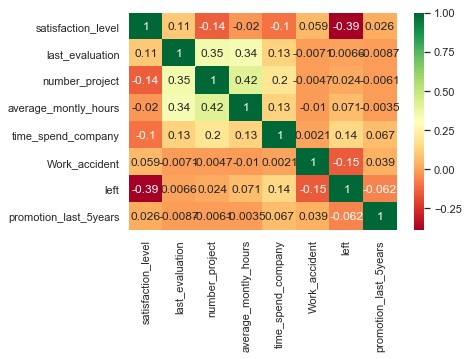 satisfaction_level 1 0.11 -0.14 -0.02 -0.1 0.059 -0.39 0.026
last_evaluation 0.11 1 0.35 0.34 0.13 -0.0071 0.0066 -0.0087
number_project -0.14 0.35 1 0.42 0.2 -0.0047 0.024 -0.0061
average_montly_hours -0.02 0.34 0.42 1 0.13 -0.01 0.071 -0.0035
time_spend_company -0.1 0.13 0.2 0.13 1 0.0021 0.14 0.067
Work_accident 0.059 -0.0071 -0.0047 -0.01 0.0021 1 -0.15 0.039
left -0.39 0.0066 0.024 0.071 0.14 -0.15 1 -0.062
promotion_last_5years 0.026 -0.0087 -0.0061 -0.0035 0.067 0.039 -0.062 1
satisfaction_level
last_evaluation
number_project
average_montly_hours
time_spend_company
Work_accident
left
promotion_last_5years
1.00
0.75
0.50
0.25
0.00
−0.25